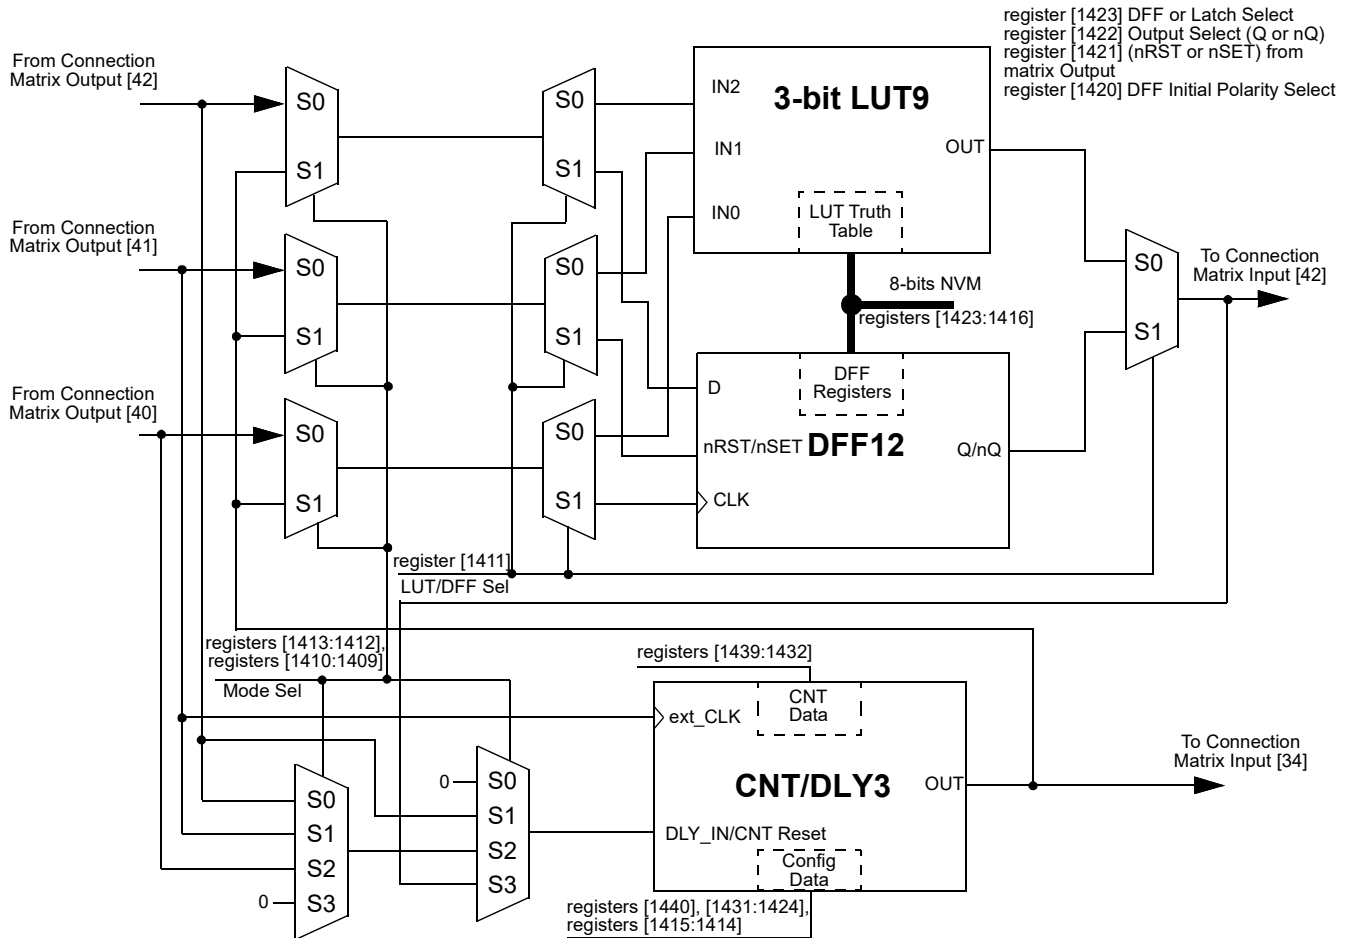 register [1423] DFF or Latch Select
register [1422] Output Select (Q or nQ)
register [1421] (nRST or nSET) from
matrix Output
register [1420] DFF Initial Polarity Select
From Connection
Matrix Output [42]
S0
S1
S0
S1
IN2
3-bit LUT9
IN1
OUT
IN0
LUT Truth
Table
From Connection
Matrix Output [41]
S0
S1
S0
S1
8-bits NVM
registers [1423:1416]
S0
S1
To Connection
Matrix Input [42]
From Connection
Matrix Output [40]
S0
S1
S0
S1
D
DFF
Registers
nRST/nSET
DFF12
Q/nQ
CLK
register [1411]
LUT/DFF Sel
registers [1413:1412],
registers [1410:1409]
Mode Sel
registers [1439:1432]
ext_CLK
CNT
Data
CNT/DLY3
OUT
To Connection
Matrix Input [34]
DLY_IN/CNT Reset
Config
Data
0
S0
S1
S2
S3
S0
S1
S2
0
S3
registers [1440], [1431:1424],
registers [1415:1414]